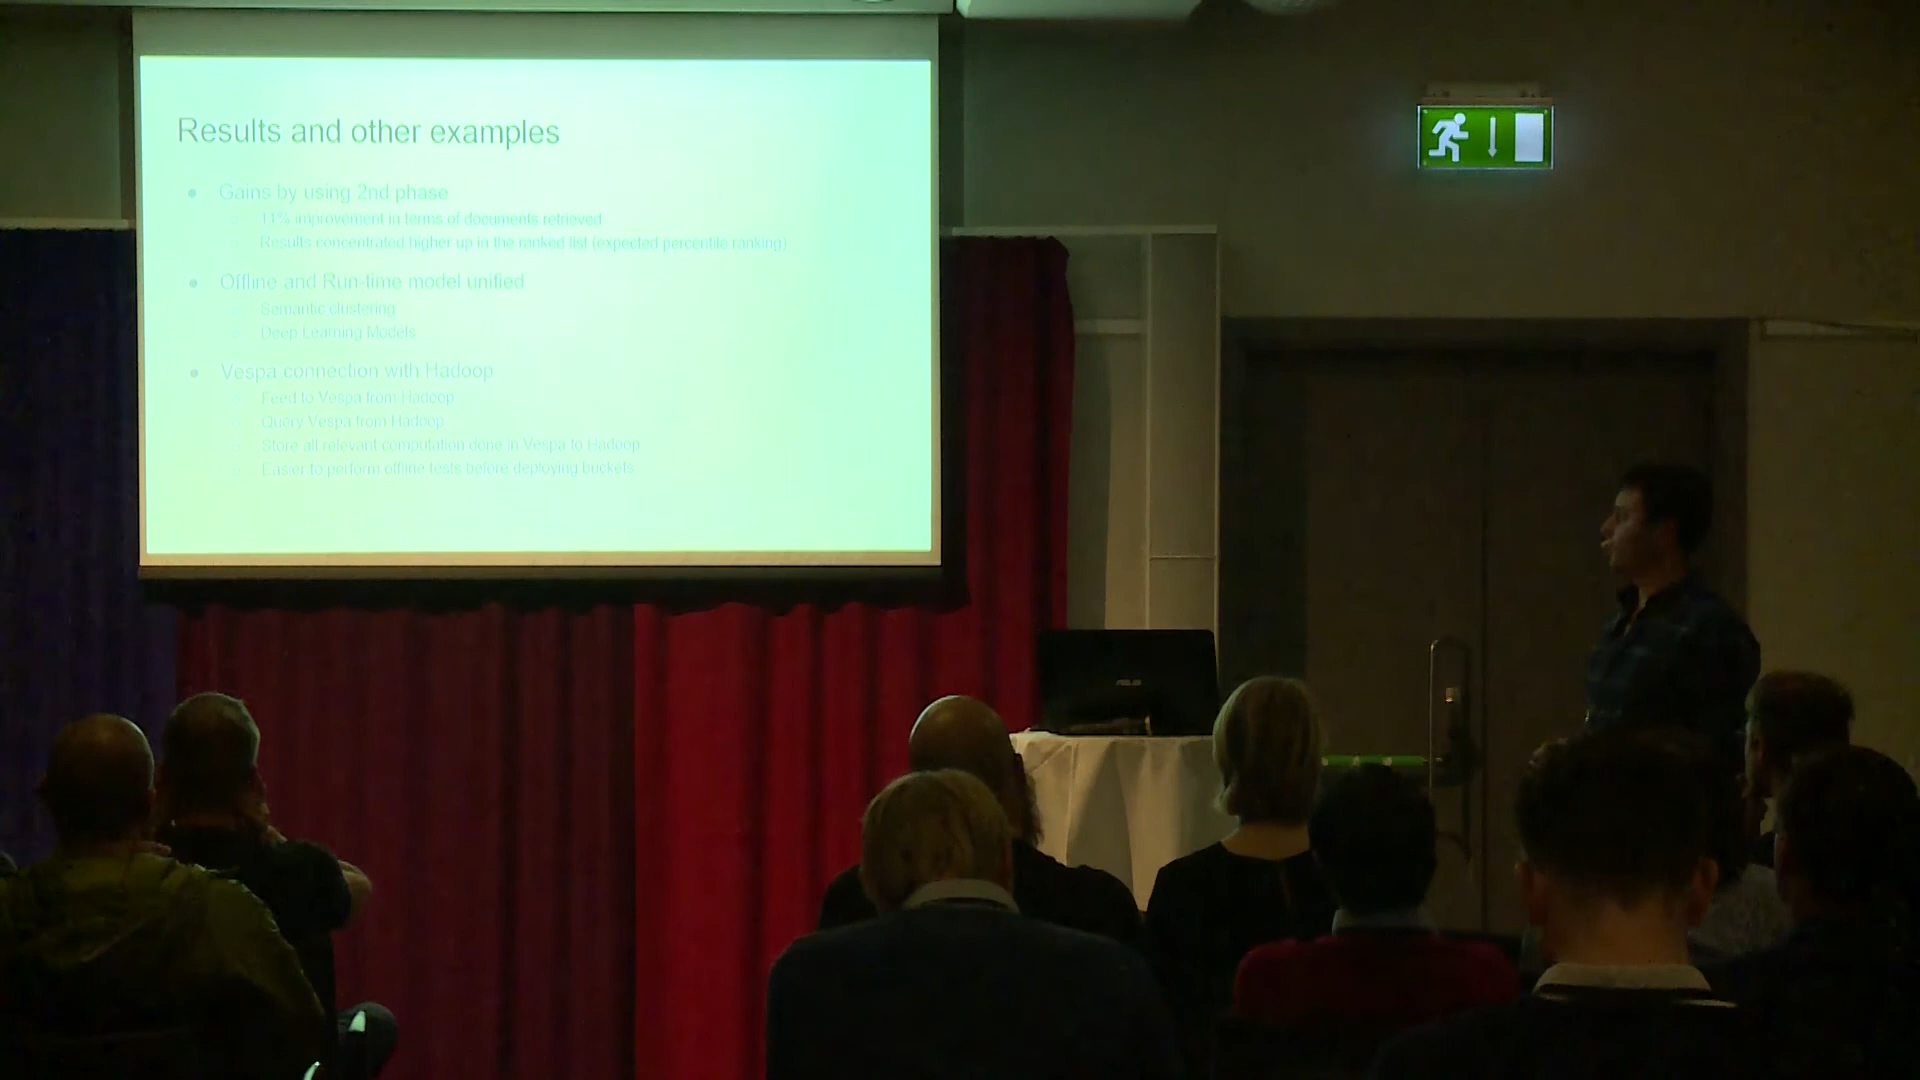 Results and other examples
Gains by using 2nd phase
11% improvement in terms of documents retrieved
Results concentrated higher up in the ranked list (expected percentile ranking)
Offline and Run-time model unified
Semantic clustering
Deep Learning Models
Vespa connection with Hadoop
Feed to Vespa from Hadoop
Query Vespa from Hadoop
Store all relevant computation done in Vespa to Hadoop
Easier to perform offline tests before deploying buckets
ASUS